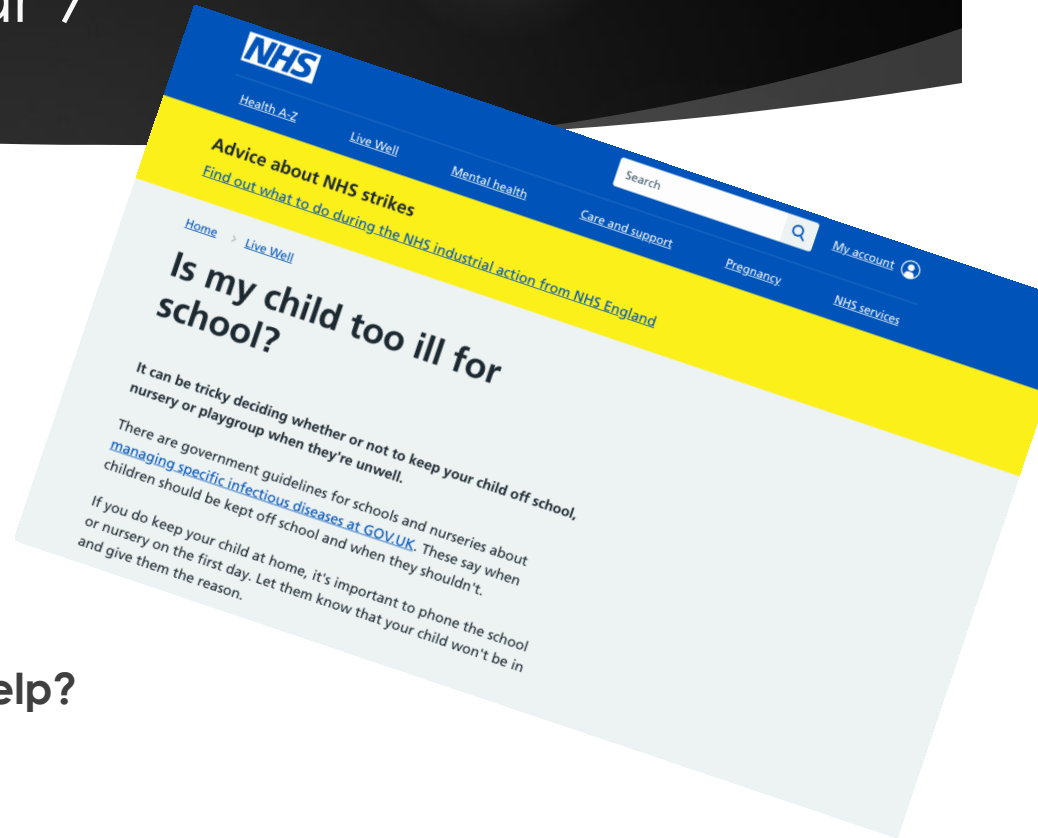 7
NHS
Health A-Z
Live Well
Mental health
Care and support
Pregnancy
NHS services
Search
My account
Advice about NHS strikes
Find out what to do during the NHS industrial action from NHS England
Home
Live Well
Is my child too ill for
school?
It can be tricky deciding whether or not to keep your child off school,
nursery or playgroup when they're unwell.
There are government guidelines for schools and nurseries about
managing specific infectious diseases at GOV.UK. These say when
children should be kept off school and when they shouldn't.
If you do keep your child at home, it's important to phone the school
or nursery on the first day. Let them know that your child won't be in
and give them the reason.
elp?